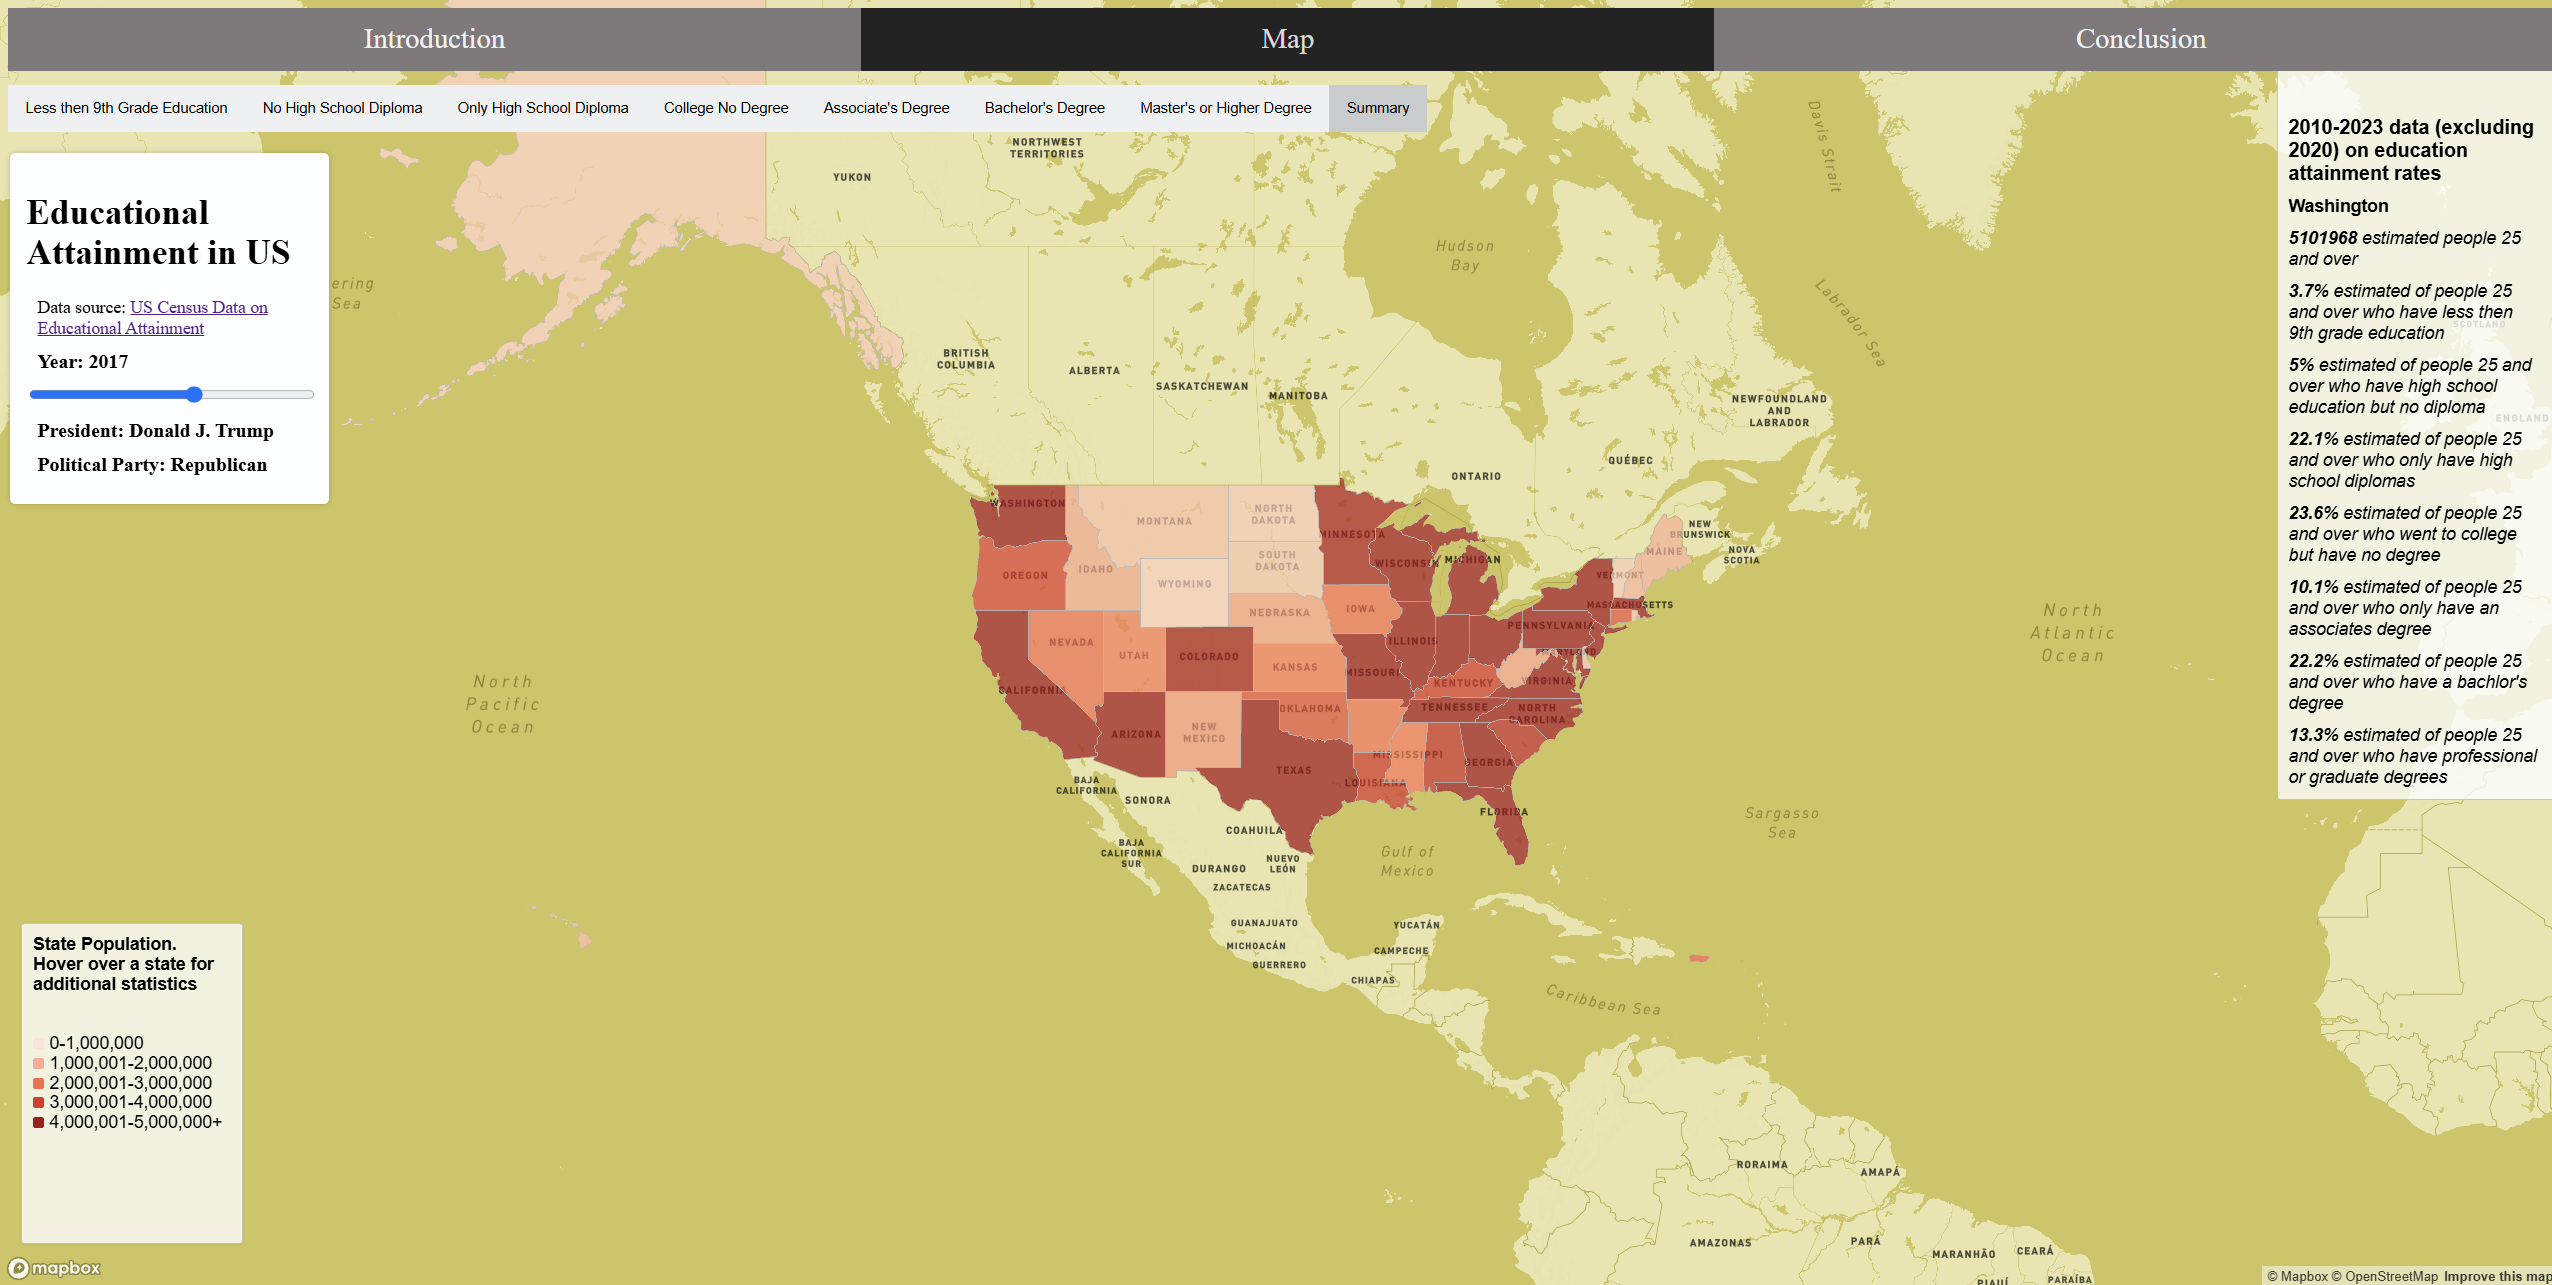 Introduction
Map
Conclusion
Less then 9th Grade Education
No High School Diploma
Only High School Diploma
College No Degree
Associate's Degree
Bachelor's Degree
Master's or Higher Degree
Summary
Educational
Attainment in US
Data source: US Census Data on
Educational Attainment
Year: 2017
President: Donald J. Trump
Political Party: Republican
2010-2023 data (excluding
2020) on education
attainment rates
Washington
5101968 estimated people 25
and over
3.7% estimated of people 25
and over who have less then
9th grade education
5% estimated of people 25 and
over who have high school
education but no diploma
22.1% estimated of people 25
and over who only have high
school diplomas
23.6% estimated of people 25
and over who went to college
but have no degree
10.1% estimated of people 25
and over who only have an
associates degree
22.2% estimated of people 25
and over who have a bachlor's
degree
13.3% estimated of people 25
and over who have professional
or graduate degrees
State Population.
Hover over a state for
additional statistics
0-1,000,000
1,000,001-2,000,000
2,000,001-3,000,000
3,000,001-4,000,000
4,000,001-5,000,000+
NORTHWEST
TERRITORIES
YUKON
Davis Strait
Hudson
Bay
Labrador Sea
ering
Sea
BRITISH
COLUMBIA
ALBERTA
SASKATCHEWAN
MANITOBA
NEWFOUNDLAND
AND
LABRADOR
ONTARIO
QUÉBEC
SCOTLAND
ENGLAND
NEW
BRUNSWICK
NOVA
SCOTIA
WASHINGTON
MONTANA
NORTH
DAKOTA
MINNESOTA
OREGON
IDAHO
SOUTH
DAKOTA
WISCONSIN
MICHIGAN
MAINE
VERMONT
WYOMING
NEBRASKA
IOWA
MASSACHUSETTS
PENNSYLVANIA
NEVADA
UTAH
COLORADO
KANSAS
ILLINOIS
MISSOURI
MARYLAND
KENTUCKY
VIRGINIA
CALIFORNIA
ARIZONA
NEW
MEXICO
OKLAHOMA
TENNESSEE
NORTH
CAROLINA
MISSISSIPPI
GEORGIA
TEXAS
LOUISIANA
FLORIDA
North
Pacific
Ocean
North
Atlantic
Ocean
Sargasso
Sea
Gulf of
Mexico
BAJA
CALIFORNIA
SONORA
COAHUILA
BAJA
CALIFORNIA
SUR
DURANGO
NUEVO
LEÓN
ZACATECAS
GUANAJUATO
MICHOACÁN
GUERRERO
YUCATÁN
CAMPECHE
CHIAPAS
Caribbean Sea
RORAIMA
AMAPÁ
AMAZONAS
PARÁ
MARANHÃO
CEARÁ
PIAUÍ
PARAÍBA
mapbox
© Mapbox © OpenStreetMap Improve this map